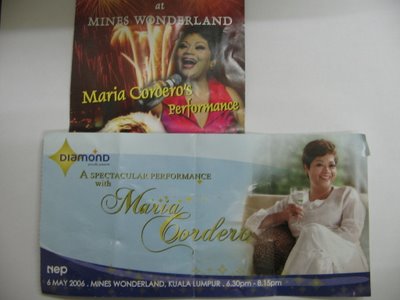 at
MINES WONDERLAND
Maria Cordero's
Performance
DIAMOND
A SPECTACULAR PERFORMANCE
with
Maria
Cordero
Nep
6 MAY 2006 . MINES WONDERLAND, KUALA LUMPUR . 6.30pm - 8.15pm